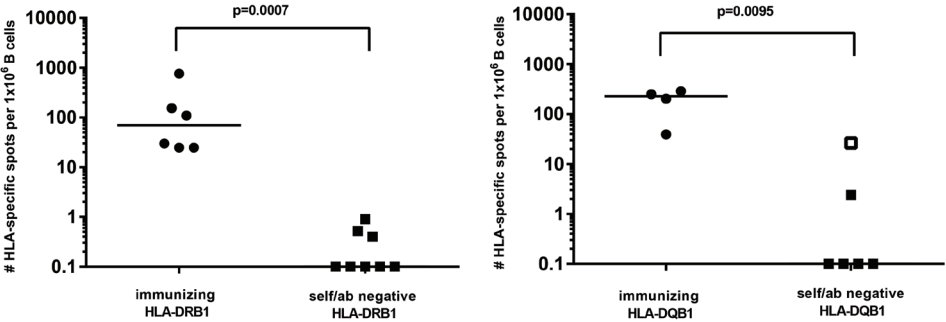 p=0.0007
# HLA-specific spots per 1x10⁶ B cells
10000
1000
100
10
1
0.1
immunizing
HLA-DRB1
self/ab negative
HLA-DRB1
p=0.0095
# HLA-specific spots per 1x10⁶ B cells
10000
1000
100
10
1
0.1
immunizing
HLA-DQB1
self/ab negative
HLA-DQB1